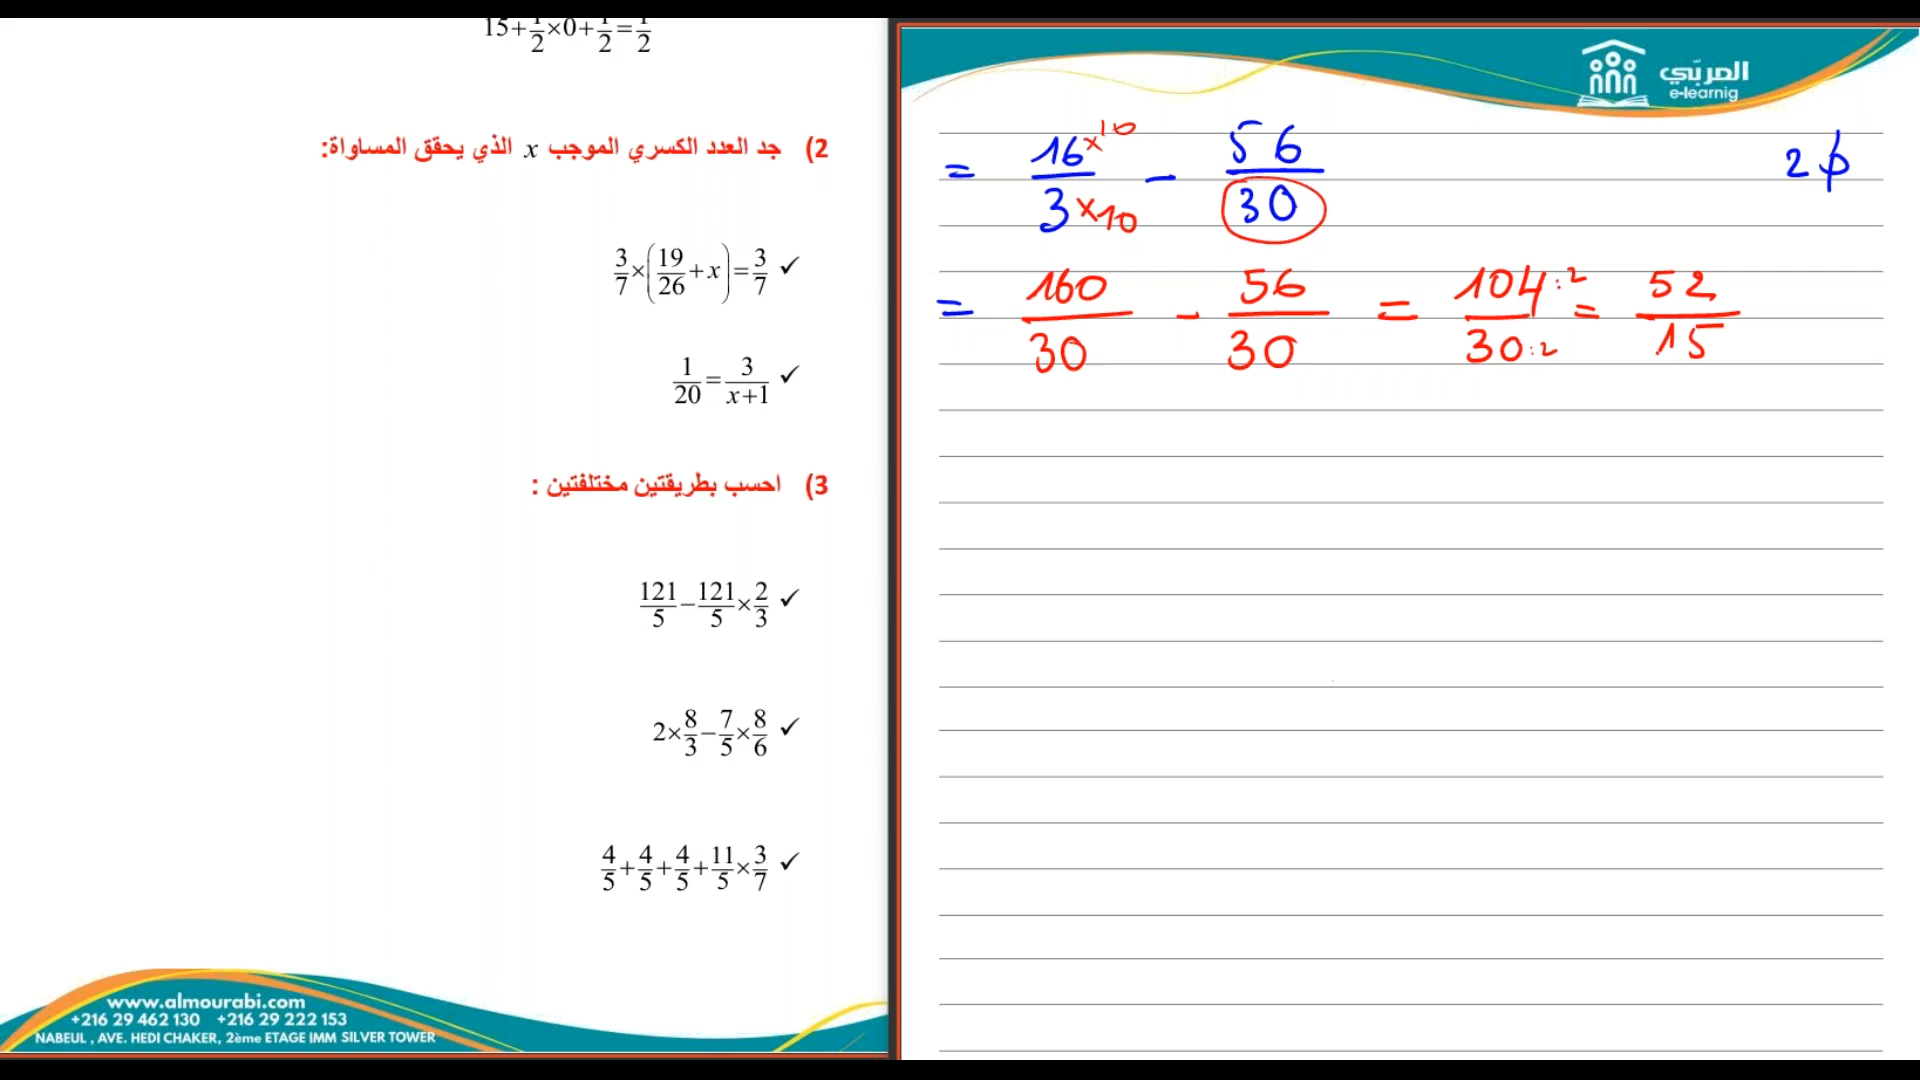 15+1/2×0+1/2=1/2
2) جد العدد الكسري الموجب x الذي يحقق المساواة:
✓ 3/7×(19/26+x)=3/7
✓ 1/20=3/(x+1)
3) احسب بطريقتين مختلفتين :
✓ 121/5−121/5×2/3
✓ 2×8/3−7/5×8/6
✓ 4/5+4/5+4/5+11/5×3/7
www.almourabi.com
+216 29 462 130 +216 29 222 153
NABEUL , AVE. HEDI CHAKER, 2ème ETAGE IMM SILVER TOWER
المربّي
e-learnig
= 16×10/3×10 - 56/30
= 160/30 - 56/30 = 104:2/30:2 = 52/15